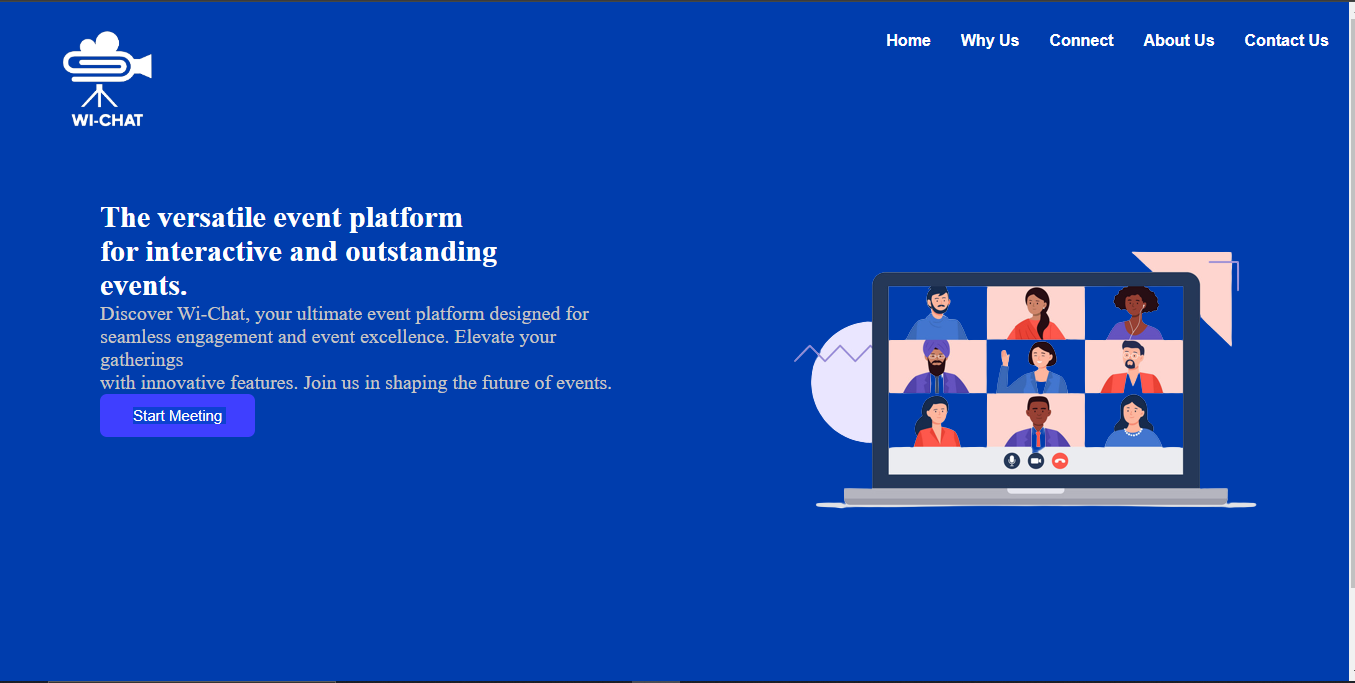 Home Why Us Connect About Us Contact Us
WI-CHAT
The versatile event platform
for interactive and outstanding
events.
Discover Wi-Chat, your ultimate event platform designed for
seamless engagement and event excellence. Elevate your
gatherings
with innovative features. Join us in shaping the future of events.
Start Meeting